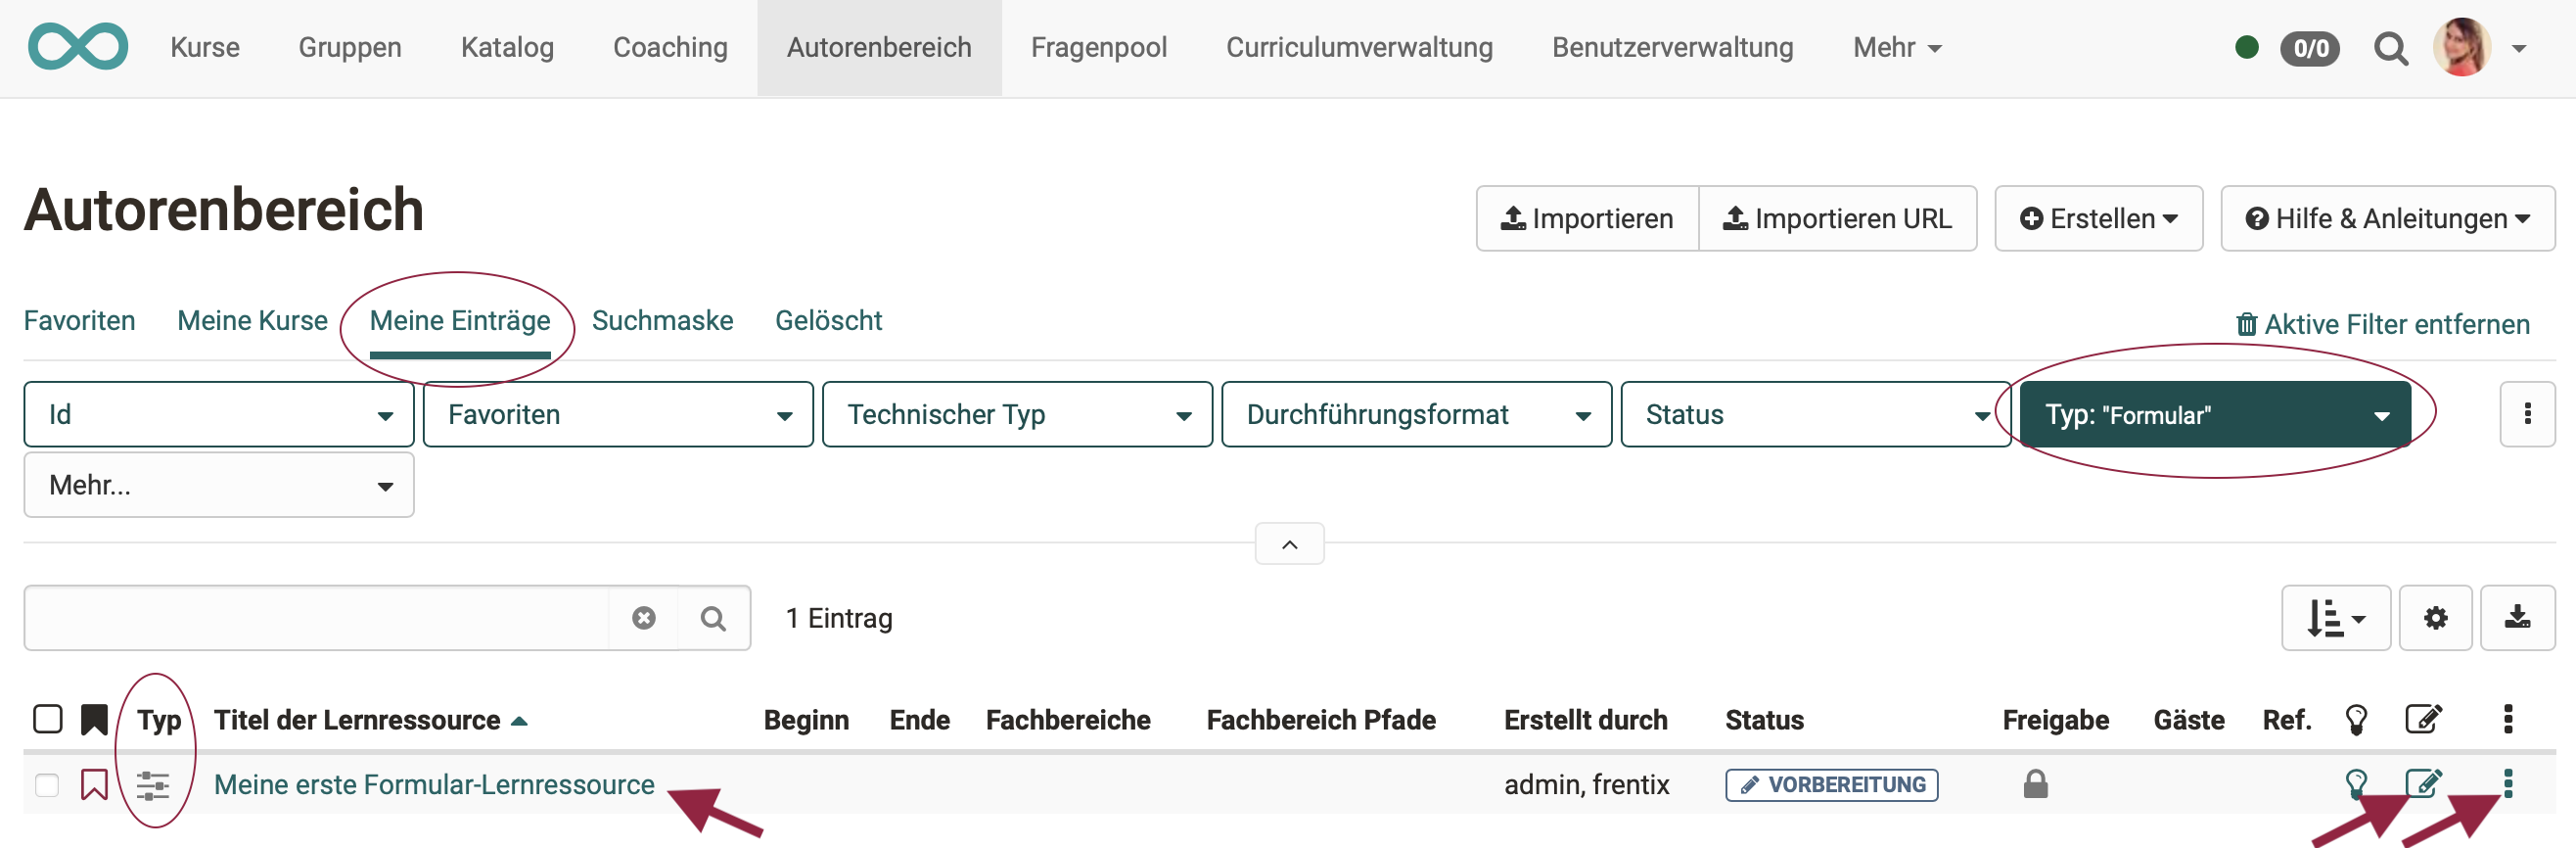 Kurse Gruppen Katalog Coaching Autorenbereich Fragenpool Curriculumverwaltung Benutzerverwaltung Mehr 0/0
Autorenbereich
Importieren Importieren URL Erstellen Hilfe & Anleitungen
Favoriten Meine Kurse Meine Einträge Suchmaske Gelöscht Aktive Filter entfernen
Id Favoriten Technischer Typ Durchführungsformat Status Typ: "Formular"
Mehr...
1 Eintrag
Typ Titel der Lernressource Beginn Ende Fachbereiche Fachbereich Pfade Erstellt durch Status Freigabe Gäste Ref.
Meine erste Formular-Lernressource admin, frentix VORBEREITUNG